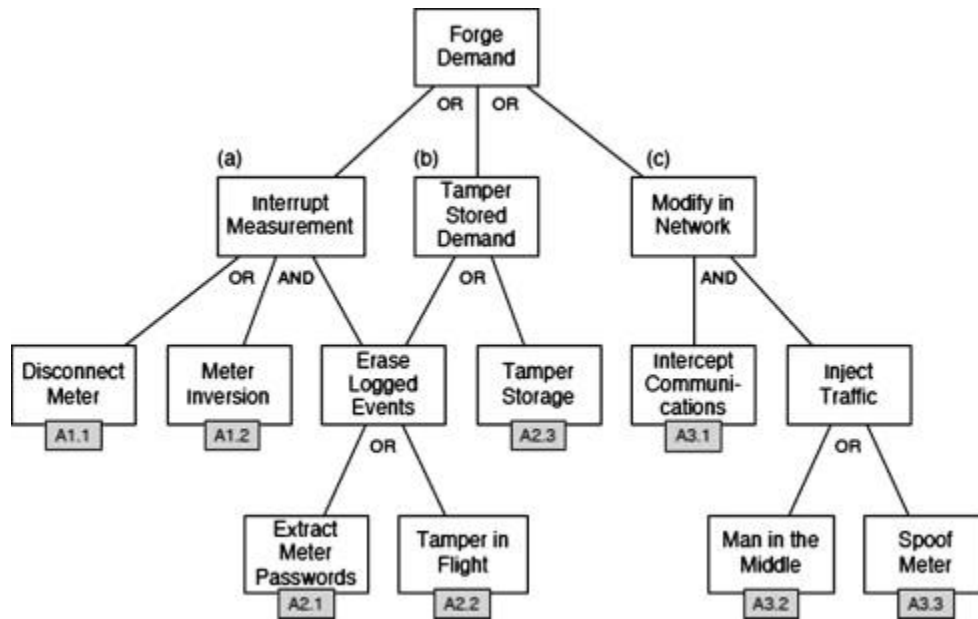 Forge
Demand
OR OR
(a)
(b)
(c)
Interrupt
Measurement
Tamper
Stored
Demand
Modify in
Network
OR AND
OR
AND
Disconnect
Meter
A1.1
Meter
Inversion
A1.2
Erase
Logged
Events
Tamper
Storage
A2.3
Intercept
Communi-
cations
A3.1
Inject
Traffic
OR
OR
Extract
Meter
Passwords
A2.1
Tamper in
Flight
A2.2
Man in the
Middle
A3.2
Spoof
Meter
A3.3